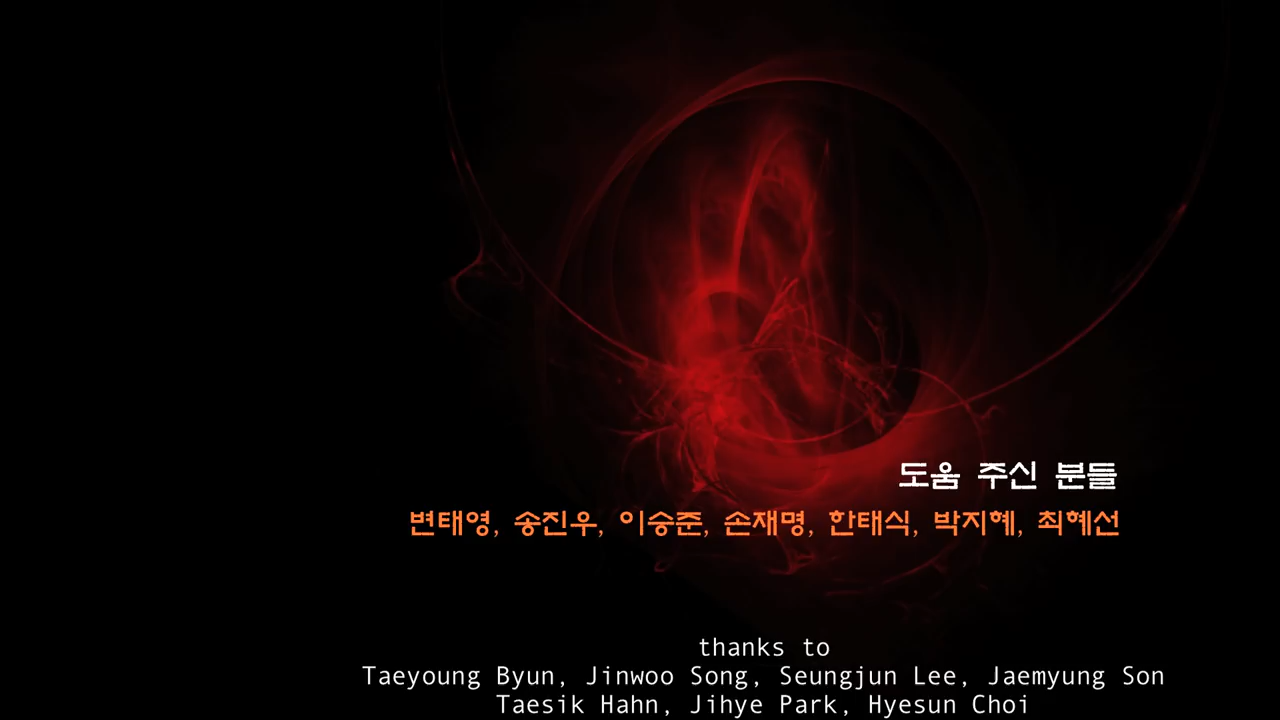 도움 주신 분들
변태영, 송진우, 이승준, 손재명, 한태식, 박지혜, 최혜선
thanks to
Taeyoung Byun, Jinwoo Song, Seungjun Lee, Jaemyung Son
Taesik Hahn, Jihye Park, Hyesun Choi